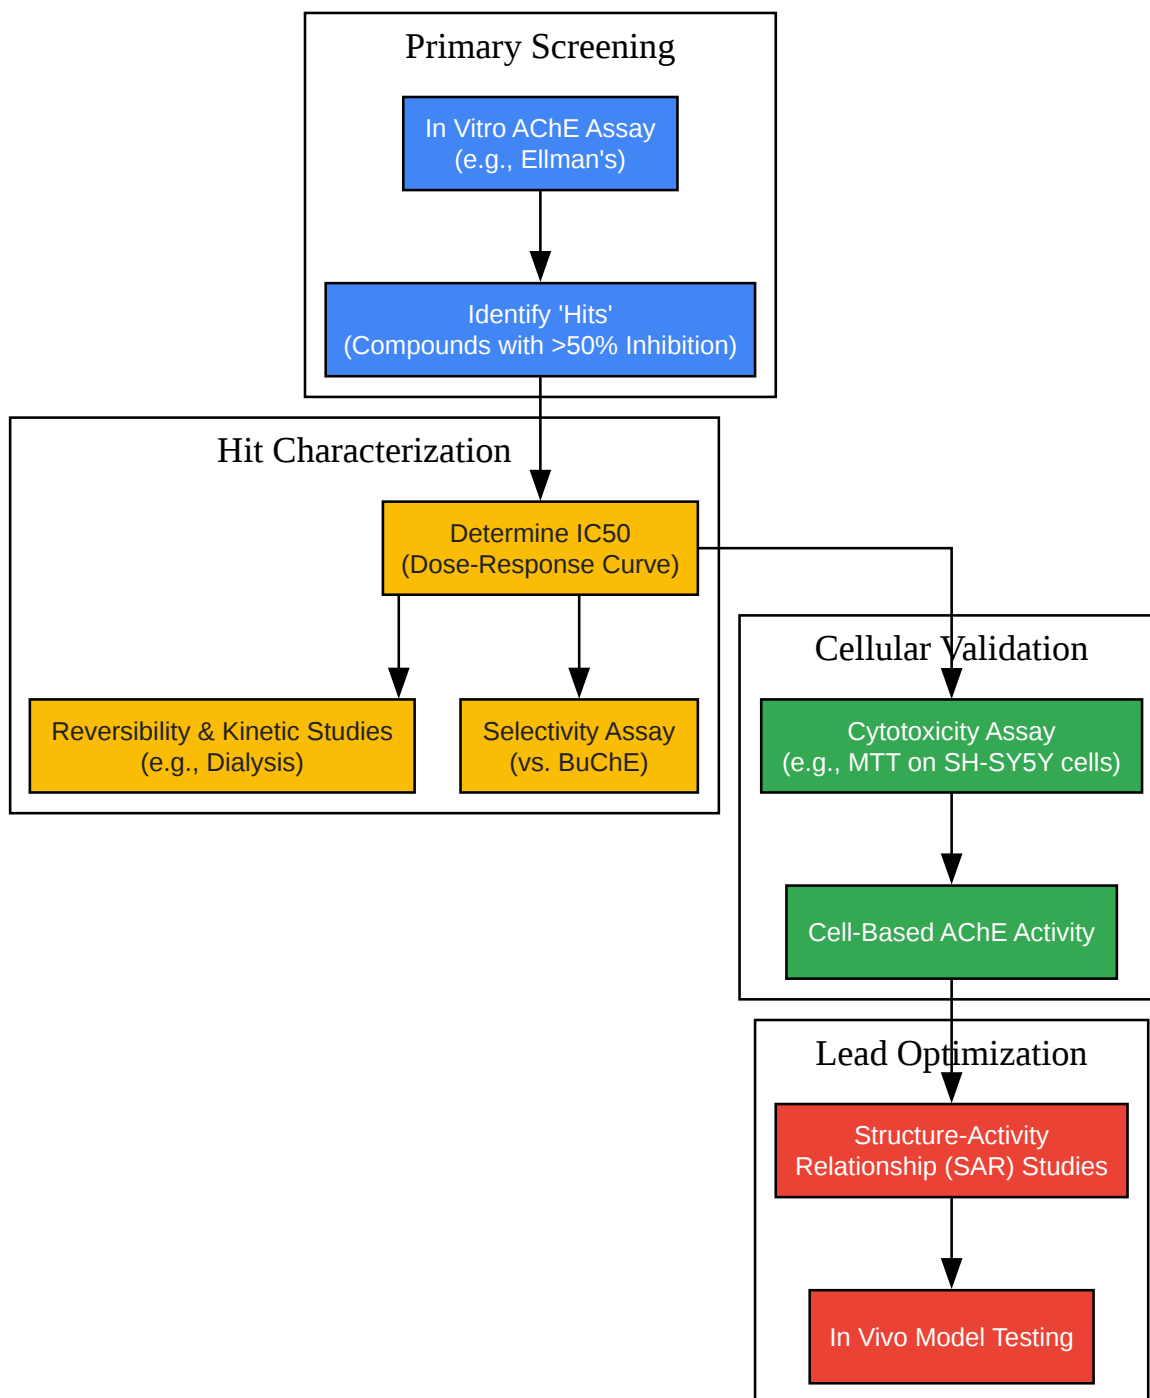 Primary Screening
In Vitro AChE Assay
(e.g., Ellman's)
Identify 'Hits'
(Compounds with >50% Inhibition)
Hit Characterization
Determine IC50
(Dose-Response Curve)
Reversibility & Kinetic Studies
(e.g., Dialysis)
Selectivity Assay
(vs. BuChE)
Cellular Validation
Cytotoxicity Assay
(e.g., MTT on SH-SY5Y cells)
Cell-Based AChE Activity
Lead Optimization
Structure-Activity
Relationship (SAR) Studies
In Vivo Model Testing